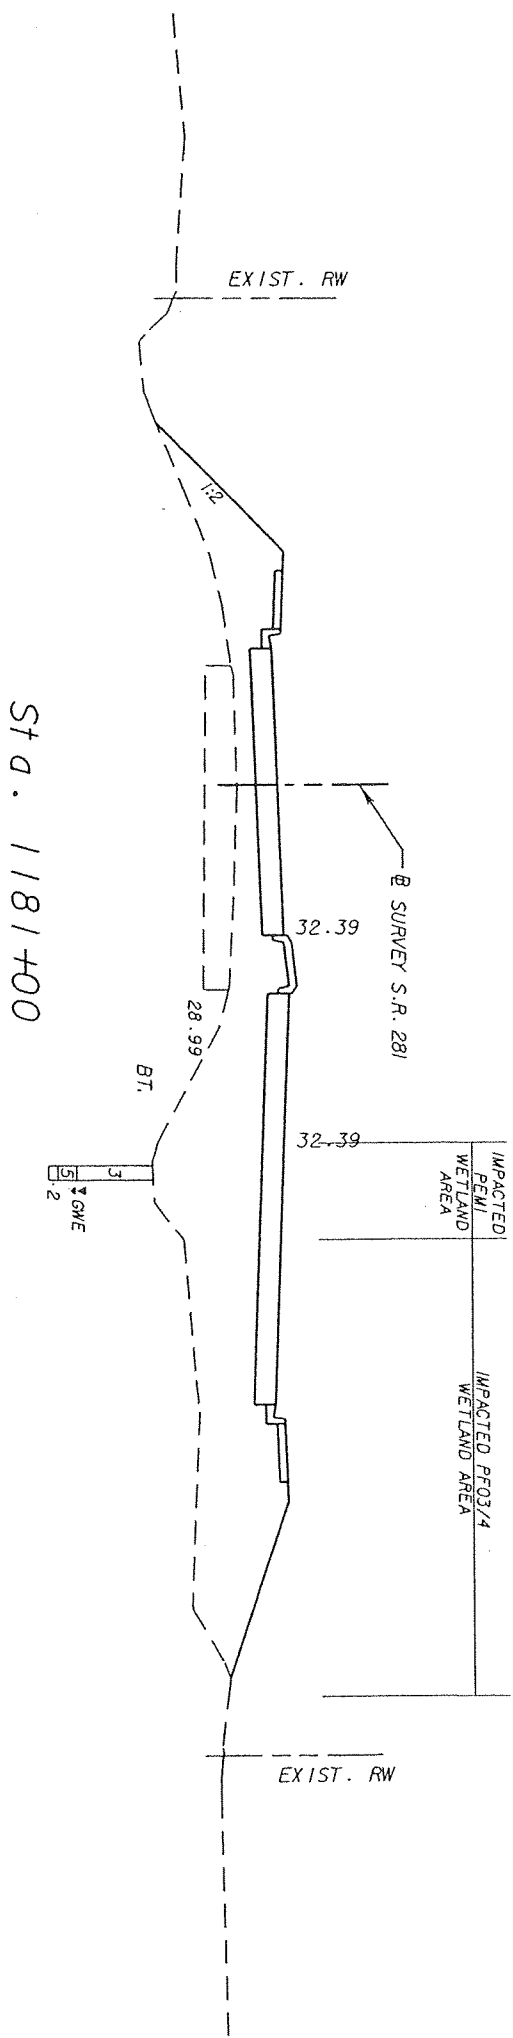 EXIST. RW
1:2
₿ SURVEY S.R. 281
32.39
28.99
BT.
3
5
2
GWE
32.39
IMPACTED
PEM1
WETLAND
AREA
IMPACTED PFO3/4
WETLAND AREA
EXIST. RW
Sta. 1181+00